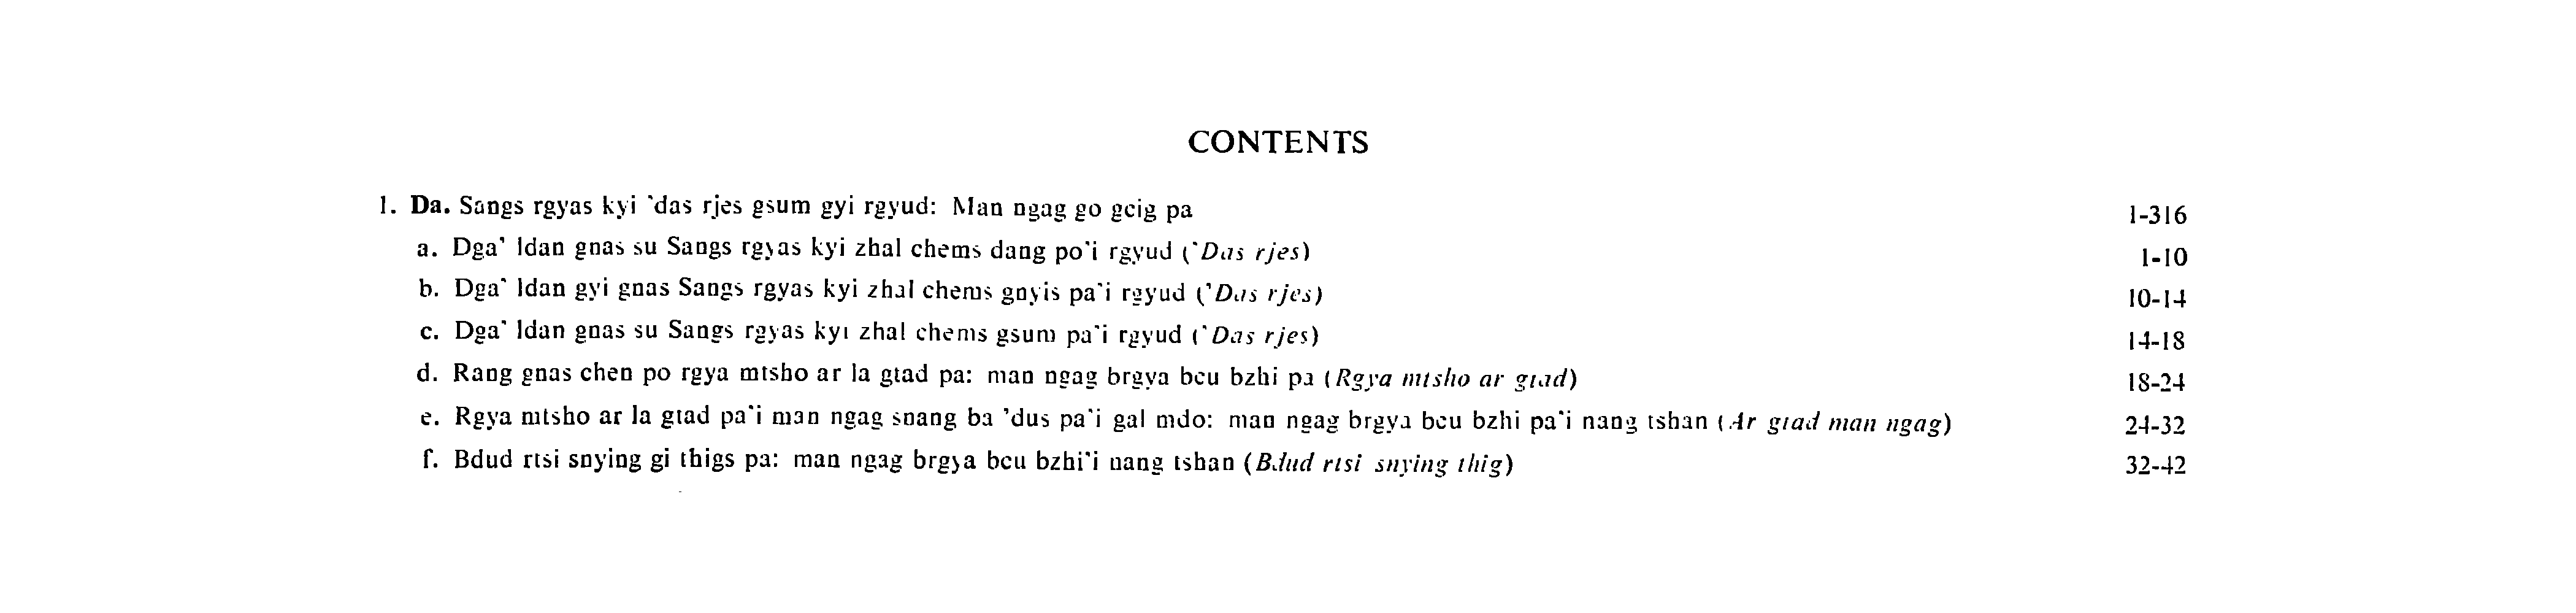 CONTENTS
1. Da. Sangs rgyas kyi 'das rjes gsum gyi rgyud: Man ngag go gcig pa 1-316
a. Dga' ldan gnas su Sangs rgyas kyi zhal chems dang po'i rgyud ('Das rjes) 1-10
b. Dga' ldan gyi gnas Sangs rgyas kyi zhal chems gnyis pa'i rgyud ('Das rjes) 10-14
c. Dga' ldan gnas su Sangs rgyas kyi zhal chems gsum pa'i rgyud ('Das rjes) 14-18
d. Rang gnas chen po rgya mtsho ar la gtad pa: man ngag brgya bcu bzhi pa (Rgya mtsho ar gtad) 18-24
e. Rgya mtsho ar la gtad pa'i man ngag snang ba 'dus pa'i gal mdo: man ngag brgya bcu bzhi pa'i nang tshan (Ar gtad man ngag) 24-32
f. Bdud rtsi snying gi thigs pa: man ngag brgya bcu bzhi'i nang tshan (Bdud rtsi snying thig) 32-42